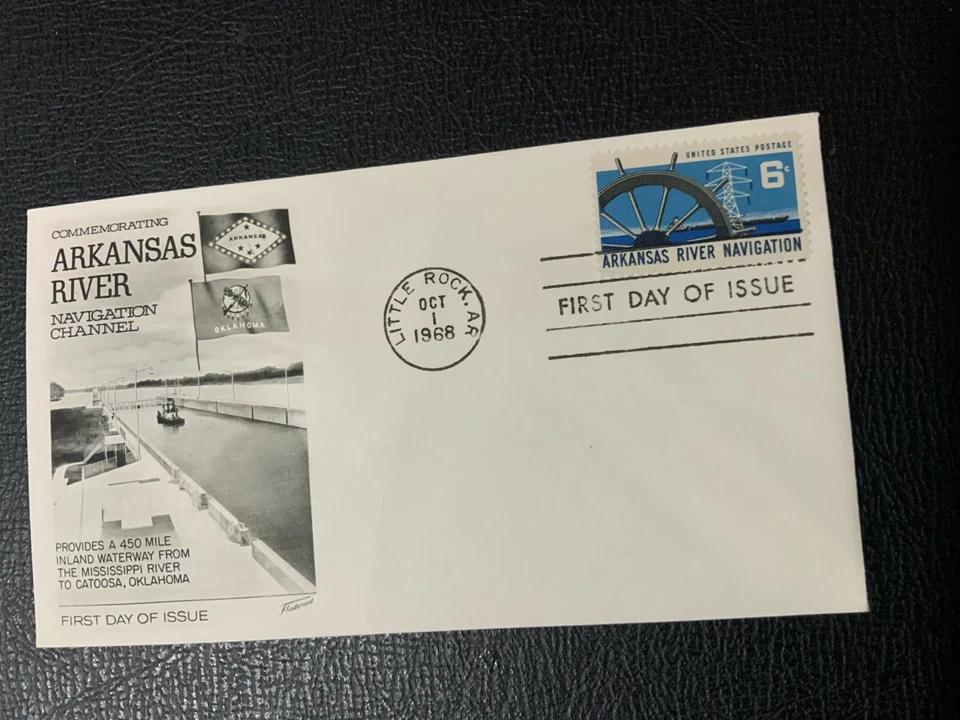 COMMEMORATING
ARKANSAS
RIVER
NAVIGATION
CHANNEL
ARKANSAS
OKLAHOMA
PROVIDES A 450 MILE
INLAND WATERWAY FROM
THE MISSISSIPPI RIVER
TO CATOOSA, OKLAHOMA
Fleetwood
FIRST DAY OF ISSUE
LITTLE ROCK, AR
OCT
1
1968
UNITED STATES POSTAGE
6c
ARKANSAS RIVER NAVIGATION
FIRST DAY OF ISSUE